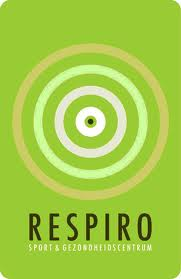 RESPIRO
SPORT & GEZONDHEIDSCENTRUM